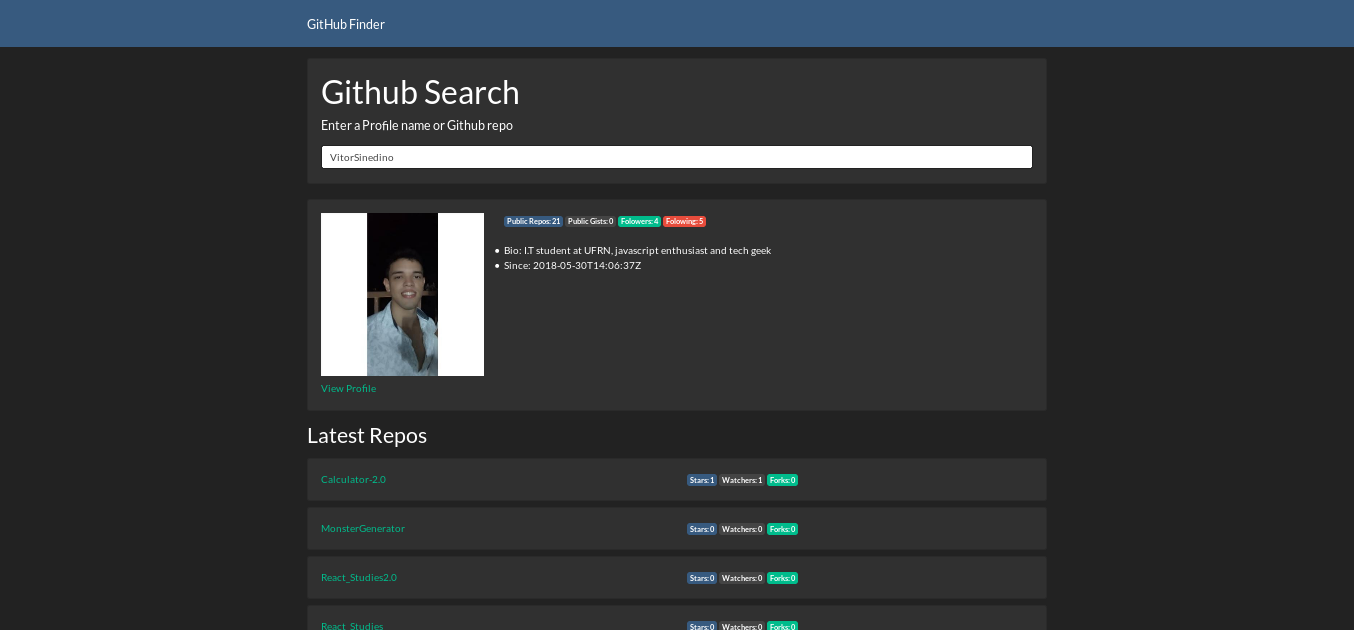 GitHub Finder
Github Search
Enter a Profile name or Github repo
VitorSinedino
Public Repos: 21 Public Gists: 0 Folowers: 4 Folowing: 5
Bio: I.T student at UFRN, javascript enthusiast and tech geek
Since: 2018-05-30T14:06:37Z
View Profile
Latest Repos
Calculator-2.0 Stars: 1 Watchers: 1 Forks: 0
MonsterGenerator Stars: 0 Watchers: 0 Forks: 0
React_Studies2.0 Stars: 0 Watchers: 0 Forks: 0
React_Studies Stars: 0 Watchers: 0 Forks: 0